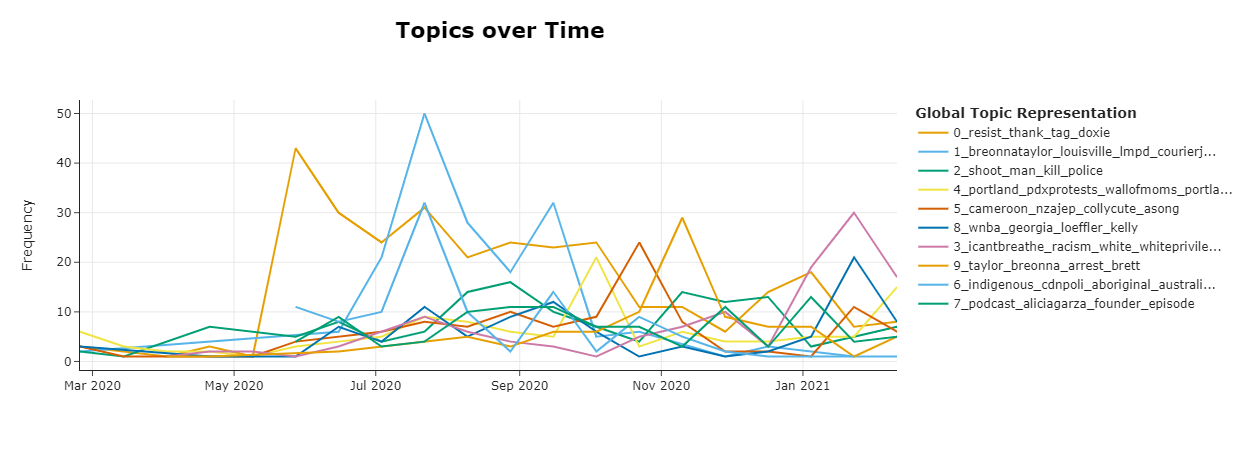 Topics over Time
Global Topic Representation
0_resist_thank_tag_doxie
1_breonnataylor_louisville_lmpd_courierj...
2_shoot_man_kill_police
4_portland_pdxprotests_wallofmoms_portla...
5_cameroon_nzajep_collycute_asong
8_wnba_georgia_loeffler_kelly
3_icantbreathe_racism_white_whiteprivile...
9_taylor_breonna_arrest_brett
6_indigenous_cdnpoli_aboriginal_australi...
7_podcast_aliciagarza_founder_episode
Frequency
50
40
30
20
10
0
Mar 2020
May 2020
Jul 2020
Sep 2020
Nov 2020
Jan 2021